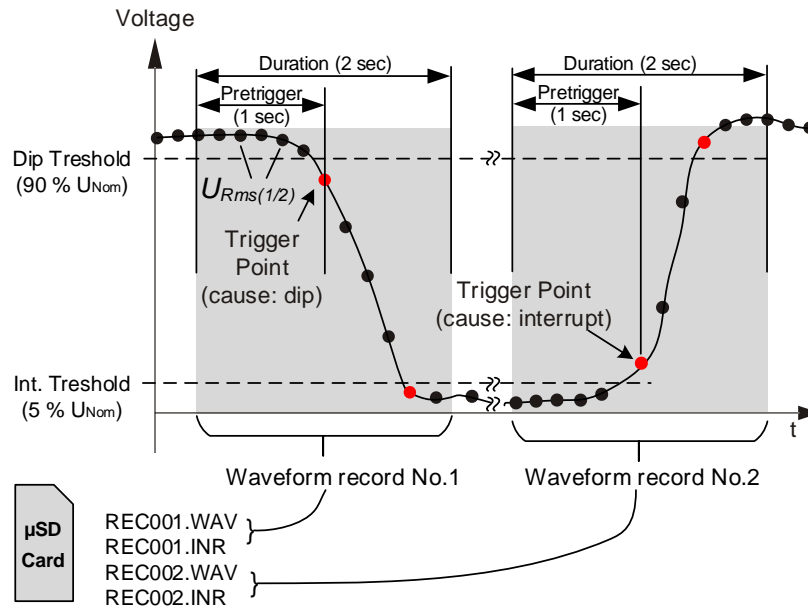 Voltage
Duration (2 sec)
Duration (2 sec)
Pretrigger
(1 sec)
Pretrigger
(1 sec)
Dip Treshold
(90 % UNom)
URms(1/2)
Trigger
Point
(cause: dip)
Trigger Point
(cause: interrupt)
Int. Treshold
(5 % UNom)
t
Waveform record No.1
Waveform record No.2
µSD
Card
REC001.WAV
REC001.INR
REC002.WAV
REC002.INR